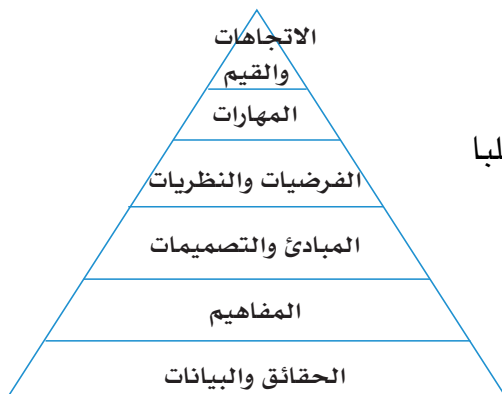 الاتجاهات
والقيم
المهارات
الفرضيات والنظريات
المبادئ والتصميمات
المفاهيم
الحقائق والبيانات